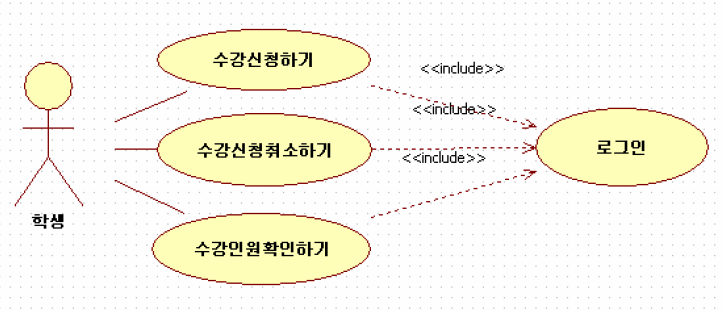 수강신청하기
<<include>>
<<include>>
수강신청취소하기
로그인
<<include>>
학생
수강인원확인하기